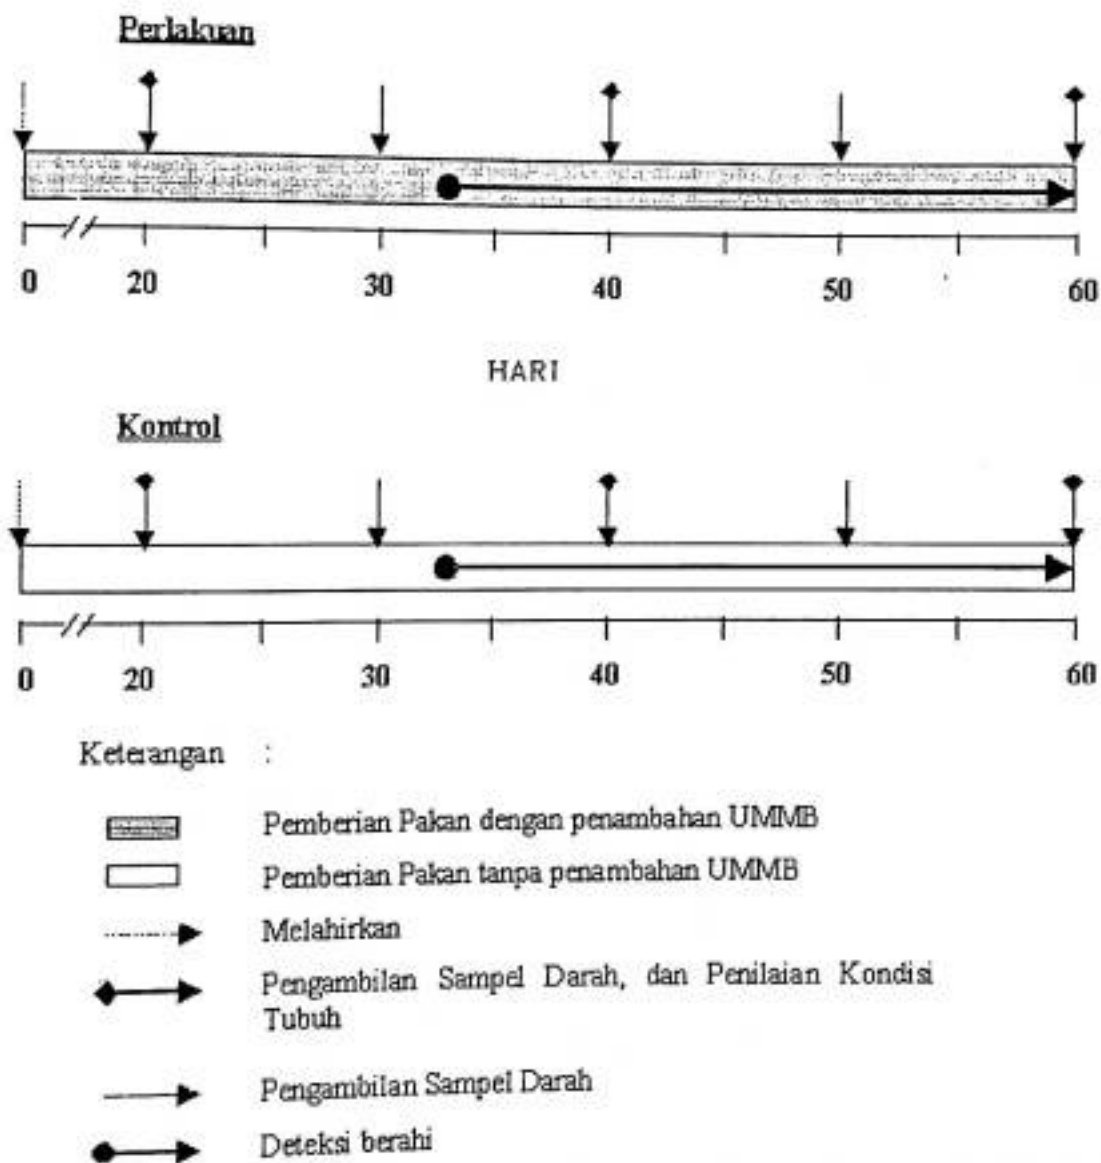 Perlakuan
0 20 30 40 50 60
HARI
Kontrol
0 20 30 40 50 60
Keterangan :
Pemberian Pakan dengan penambahan UMMB
Pemberian Pakan tanpa penambahan UMMB
Melahirkan
Pengambilan Sampel Darah, dan Penilaian Kondisi
Tubuh
Pengambilan Sampel Darah
Deteksi berahi